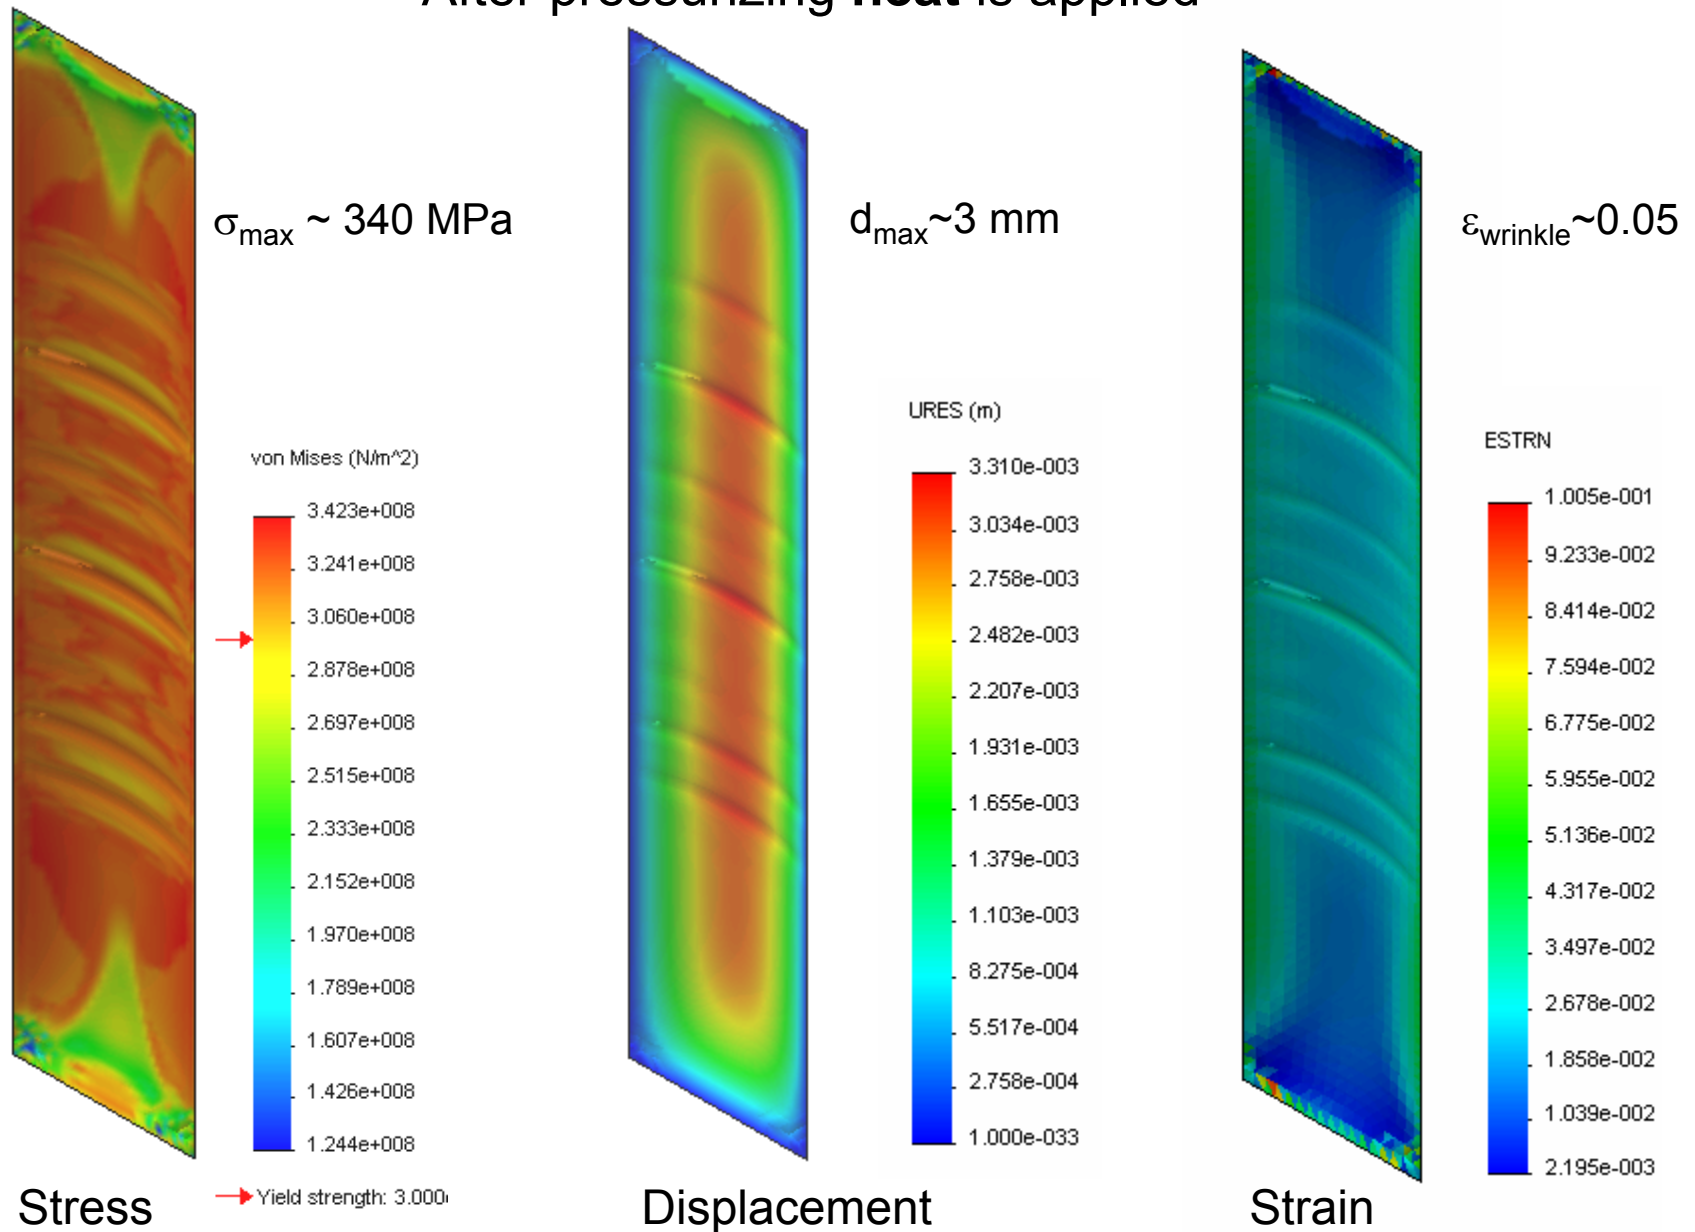 After pressurizing heat is applied
σmax ~ 340 MPa
von Mises (N/m^2)
3.423e+008
3.241e+008
3.060e+008
2.878e+008
2.697e+008
2.515e+008
2.333e+008
2.152e+008
1.970e+008
1.789e+008
1.607e+008
1.426e+008
1.244e+008
Yield strength: 3.000
Stress
dmax~3 mm
URES (m)
3.310e-003
3.034e-003
2.758e-003
2.482e-003
2.207e-003
1.931e-003
1.655e-003
1.379e-003
1.103e-003
8.275e-004
5.517e-004
2.758e-004
1.000e-033
Displacement
εwrinkle~0.05
ESTRN
1.005e-001
9.233e-002
8.414e-002
7.594e-002
6.775e-002
5.955e-002
5.136e-002
4.317e-002
3.497e-002
2.678e-002
1.858e-002
1.039e-002
2.195e-003
Strain